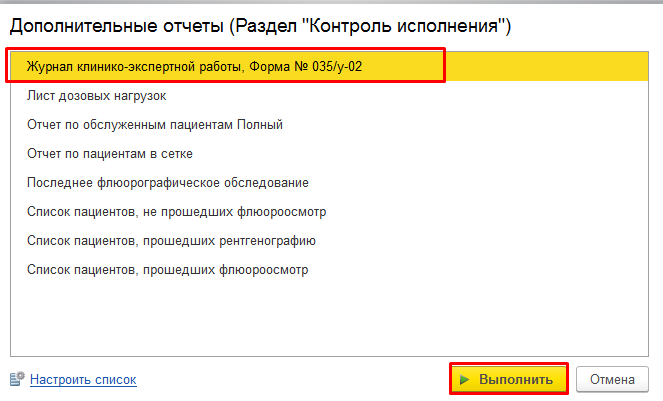 Дополнительные отчеты (Раздел "Контроль исполнения")
Журнал клинико-экспертной работы, Форма № 035/у-02
Лист дозовых нагрузок
Отчет по обслуженным пациентам Полный
Отчет по пациентам в сетке
Последнее флюорографическое обследование
Список пациентов, не прошедших флюороосмотр
Список пациентов, прошедших рентгенографию
Список пациентов, прошедших флюороосмотр
Настроить список
Выполнить
Отмена